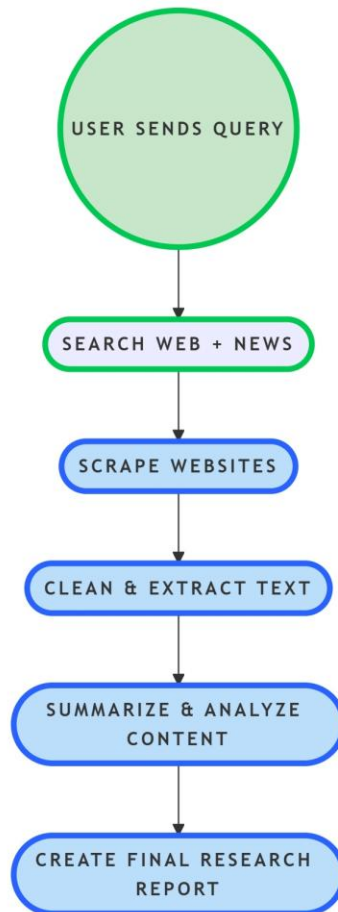 USER SENDS QUERY
SEARCH WEB + NEWS
SCRAPE WEBSITES
CLEAN & EXTRACT TEXT
SUMMARIZE & ANALYZE
CONTENT
CREATE FINAL RESEARCH
REPORT